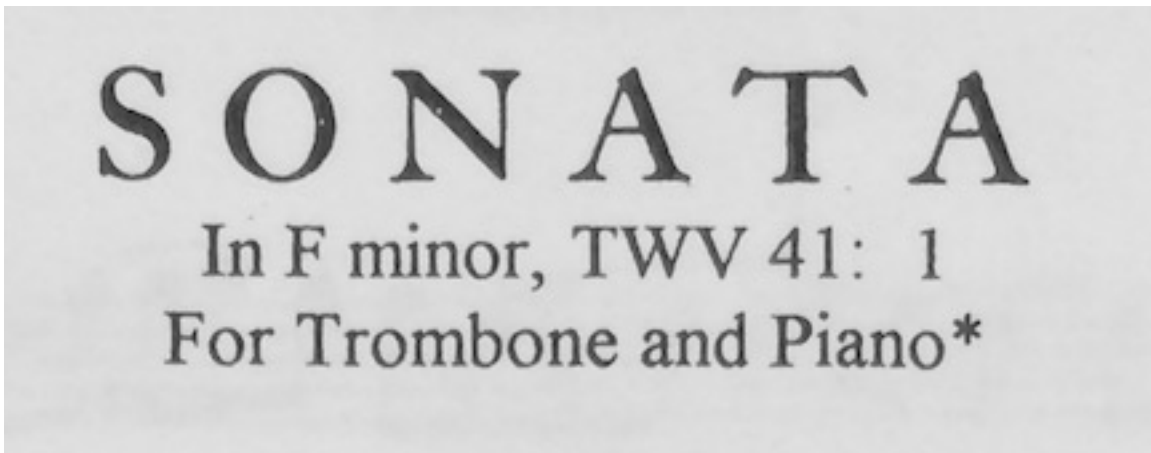 SONATA
In F minor, TWV 41: 1
For Trombone and Piano*